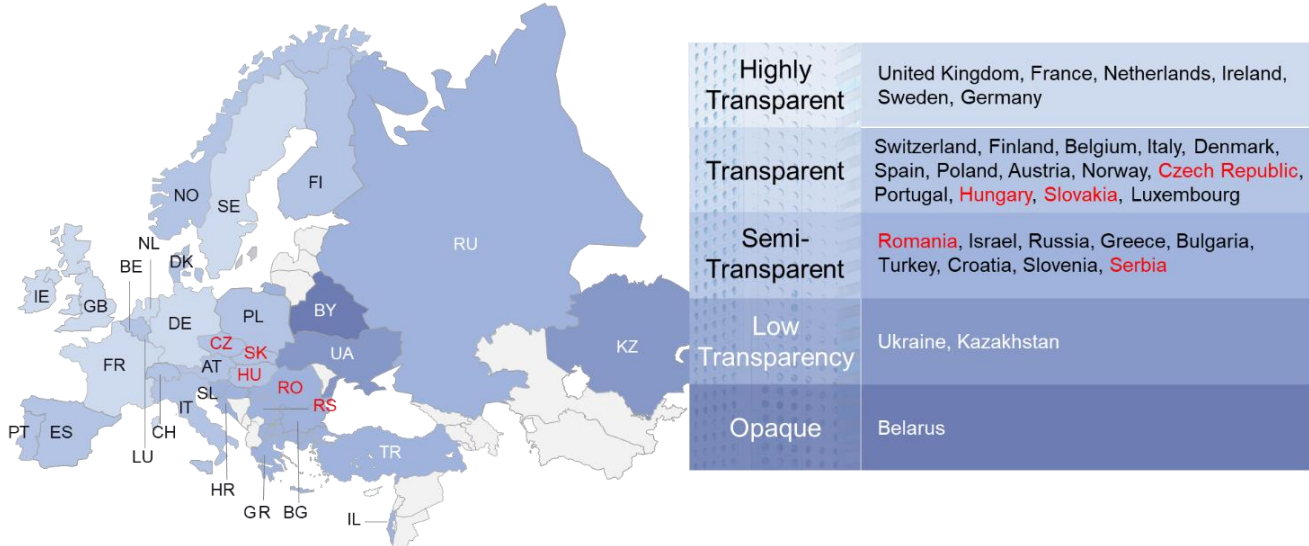 NO
SE
FI
RU
NL
BE
DK
IE
GB
DE
PL
BY
CZ
SK
UA
KZ
FR
AT
HU
RO
SL
RS
IT
PT
ES
CH
LU
TR
HR
GR
BG
IL
Highly
Transparent
United Kingdom, France, Netherlands, Ireland,
Sweden, Germany
Transparent
Switzerland, Finland, Belgium, Italy, Denmark,
Spain, Poland, Austria, Norway, Czech Republic,
Portugal, Hungary, Slovakia, Luxembourg
Semi-
Transparent
Romania, Israel, Russia, Greece, Bulgaria,
Turkey, Croatia, Slovenia, Serbia
Low
Transparency
Ukraine, Kazakhstan
Opaque
Belarus